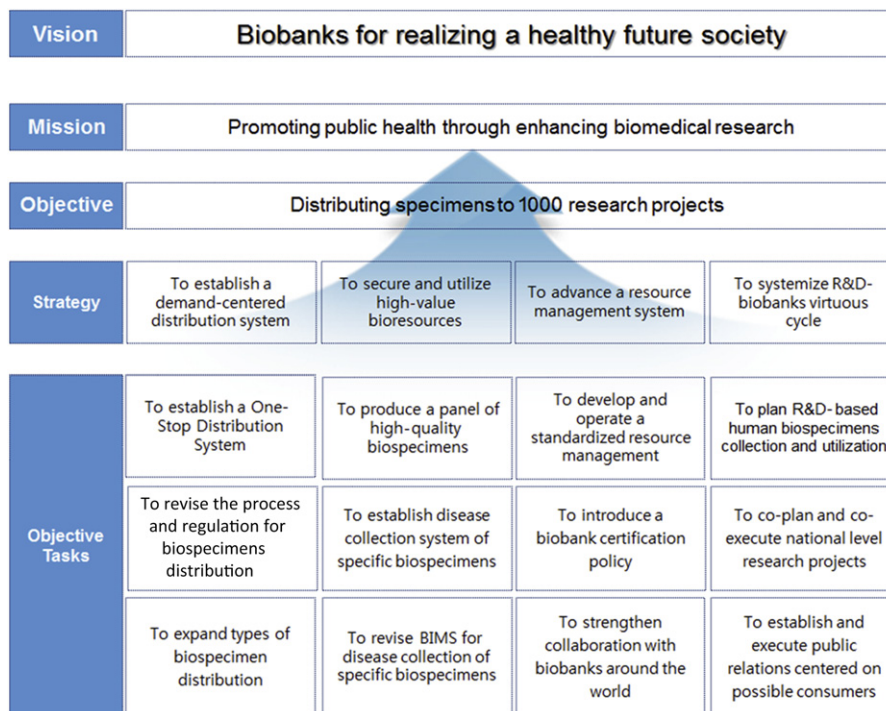 Vision
Biobanks for realizing a healthy future society
Mission
Promoting public health through enhancing biomedical research
Objective
Distributing specimens to 1000 research projects
Strategy
To establish a
demand-centered
distribution system
To secure and utilize
high-value
bioresources
To advance a resource
management system
To systemize R&D-
biobanks virtuous
cycle
Objective
Tasks
To establish a One-
Stop Distribution
System
To produce a panel of
high-quality
biospecimens
To develop and
operate a
standardized resource
management
To plan R&D-based
human biospecimens
collection and utilization
To revise the process
and regulation for
biospecimens
distribution
To establish disease
collection system of
specific biospecimens
To introduce a
biobank certification
policy
To co-plan and co-
execute national level
research projects
To expand types of
biospecimen
distribution
To revise BIMS for
disease collection of
specific biospecimens
To strengthen
collaboration with
biobanks around the
world
To establish and
execute public
relations centered on
possible consumers